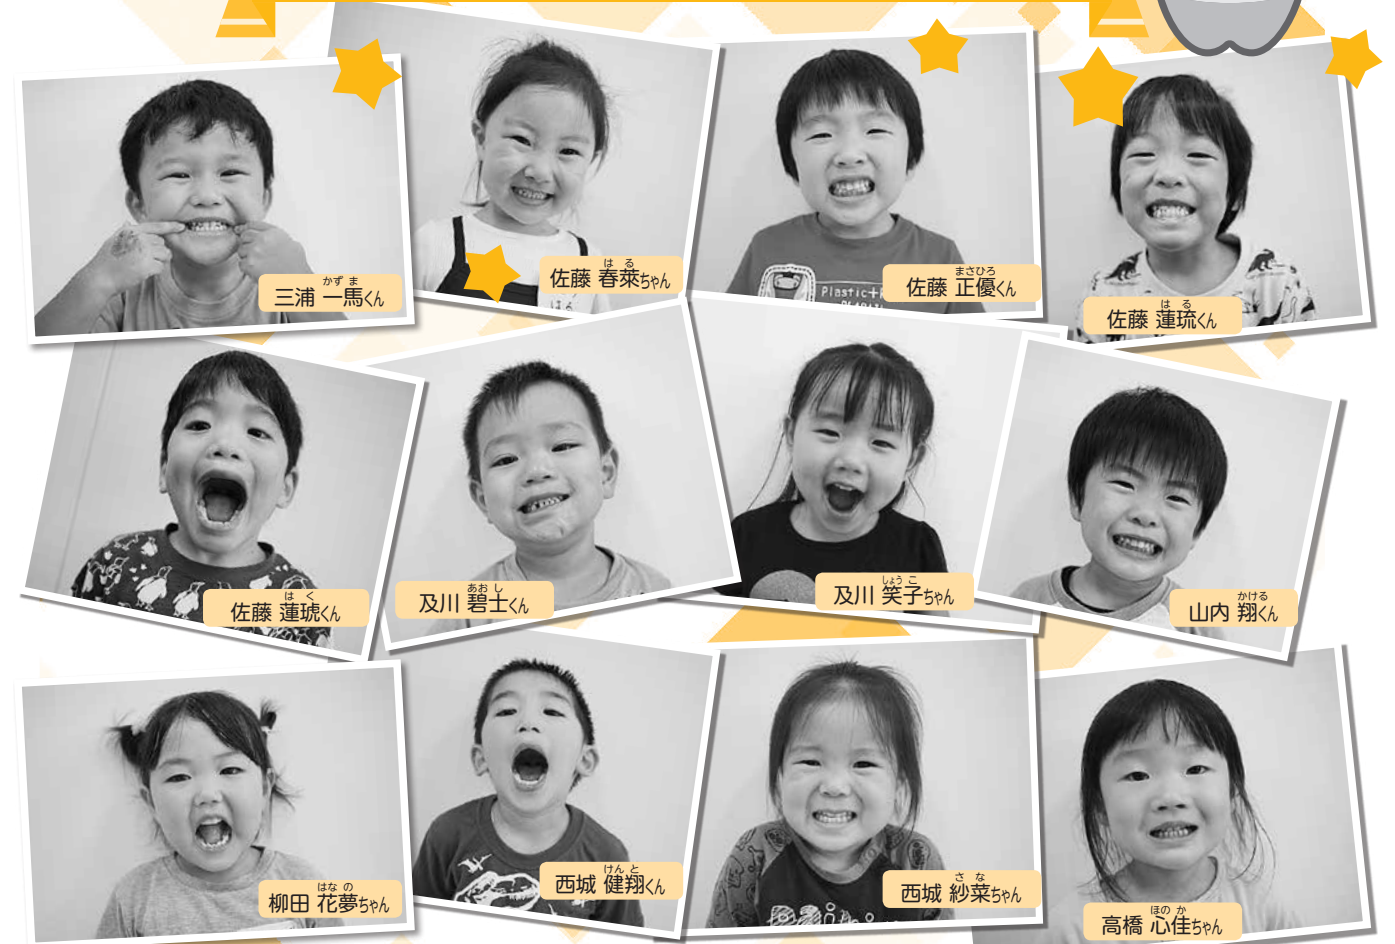 かず ま
三浦 一馬くん
は る
佐藤 春萊ちゃん
まさひろ
佐藤 正優くん
Plastic+
は る
佐藤 蓮琉くん
は く
佐藤 蓮琥くん
あお し
及川 碧士くん
しょう こ
及川 笑子ちゃん
かける
山内 翔くん
はな の
柳田 花夢ちゃん
けん と
西城 健翔くん
さ な
西城 紗菜ちゃん
ほの か
高橋 心佳ちゃん